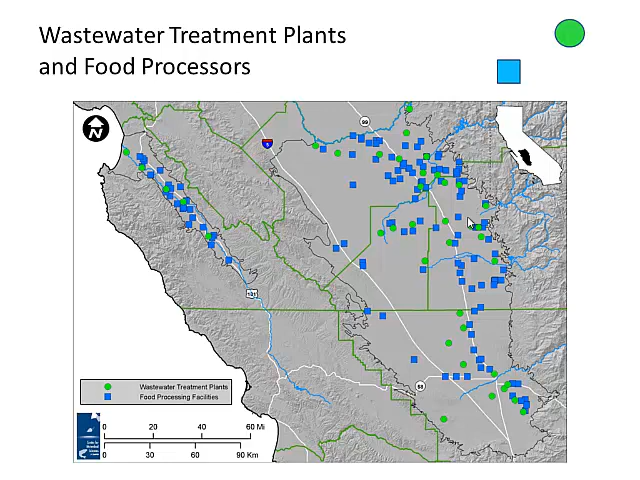 Wastewater Treatment Plants
and Food Processors
N
99
5
101
58
Wastewater Treatment Plants
Food Processing Facilities
0 20 40 60 Mi
0 30 60 90 Km